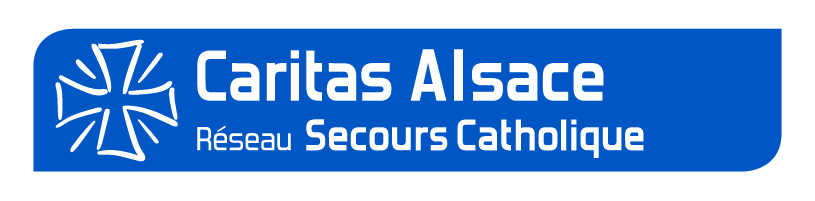 Caritas Alsace
Réseau Secours Catholique